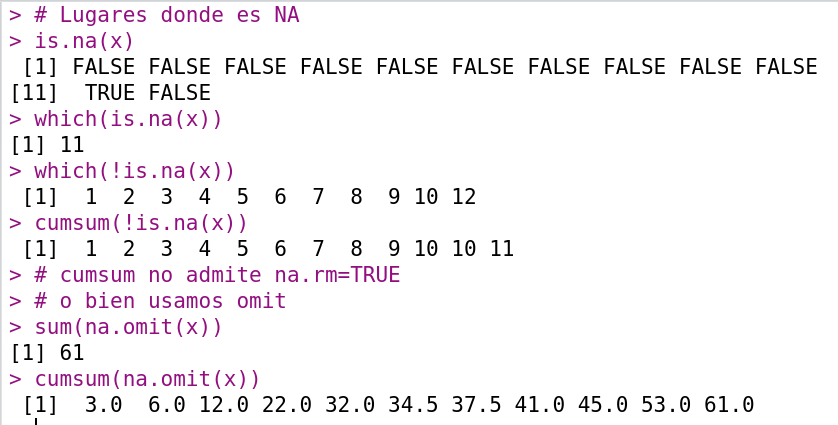 > # Lugares donde es NA
> is.na(x)
 [1] FALSE FALSE FALSE FALSE FALSE FALSE FALSE FALSE FALSE FALSE
[11]  TRUE FALSE
> which(is.na(x))
[1] 11
> which(!is.na(x))
 [1]  1  2  3  4  5  6  7  8  9 10 12
> cumsum(!is.na(x))
 [1]  1  2  3  4  5  6  7  8  9 10 10 11
> # cumsum no admite na.rm=TRUE
> # o bien usamos omit
> sum(na.omit(x))
[1] 61
> cumsum(na.omit(x))
 [1]  3.0  6.0 12.0 22.0 32.0 34.5 37.5 41.0 45.0 53.0 61.0